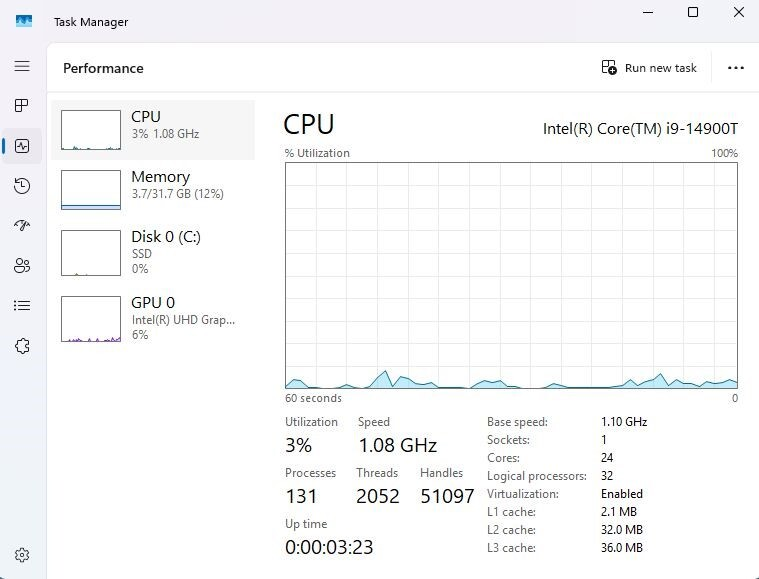 Task Manager
Performance
Run new task
CPU
3% 1.08 GHz
Memory
3.7/31.7 GB (12%)
Disk 0 (C:)
SSD
0%
GPU 0
Intel(R) UHD Grap...
6%
CPU
Intel(R) Core(TM) i9-14900T
% Utilization
100%
60 seconds
0
Utilization
Speed
3%
1.08 GHz
Processes
Threads
Handles
131
2052
51097
Up time
0:00:03:23
Base speed: 1.10 GHz
Sockets: 1
Cores: 24
Logical processors: 32
Virtualization: Enabled
L1 cache: 2.1 MB
L2 cache: 32.0 MB
L3 cache: 36.0 MB